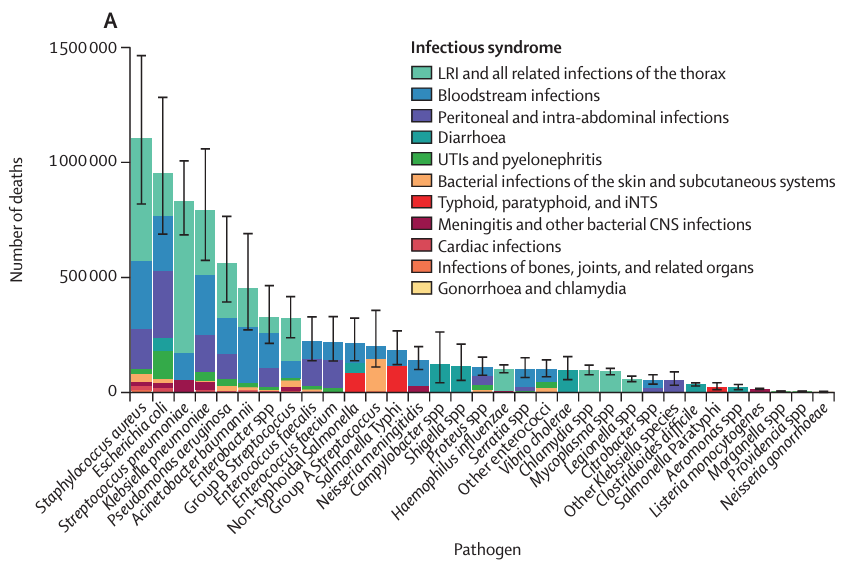 A
Infectious syndrome
LRI and all related infections of the thorax
Bloodstream infections
Peritoneal and intra-abdominal infections
Diarrhoea
UTIs and pyelonephritis
Bacterial infections of the skin and subcutaneous systems
Typhoid, paratyphoid, and iNTS
Meningitis and other bacterial CNS infections
Cardiac infections
Infections of bones, joints, and related organs
Gonorrhoea and chlamydia
Number of deaths
1500 000
1000 000
500 000
0
Staphylococcus aureus
Escherichia coli
Streptococcus pneumoniae
Klebsiella pneumoniae
Pseudomonas aeruginosa
Acinetobacter baumannii
Enterobacter spp
Group B Streptococcus
Enterococcus faecalis
Enterococcus faecium
Non-typhoidal Salmonella
Group A Streptococcus
Salmonella Typhi
Neisseria meningitidis
Campylobacter spp
Shigella spp
Proteus spp
Haemophilus influenzae
Serratia spp
Other enterococci
Vibrio cholerae
Chlamydia spp
Mycoplasma spp
Legionella spp
Citrobacter spp
Other Klebsiella species
Clostridioides difficile
Salmonella Paratyphi
Aeromonas spp
Listeria monocytogenes
Morganella spp
Providencia spp
Neisseria gonorrhoeae
Pathogen